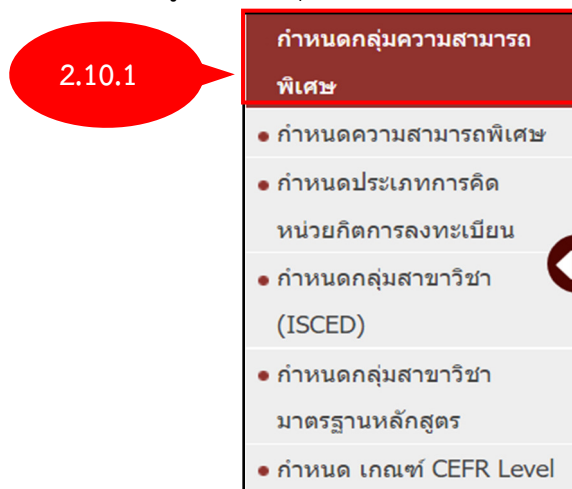 กำหนดกลุ่มความสามารถ
พิเศษ
2.10.1
กำหนดความสามารถพิเศษ
กำหนดประเภทการคิด
หน่วยกิตการลงทะเบียน
กำหนดกลุ่มสาขาวิชา
(ISCED)
กำหนดกลุ่มสาขาวิชา
มาตรฐานหลักสูตร
กำหนด เกณฑ์ CEFR Level